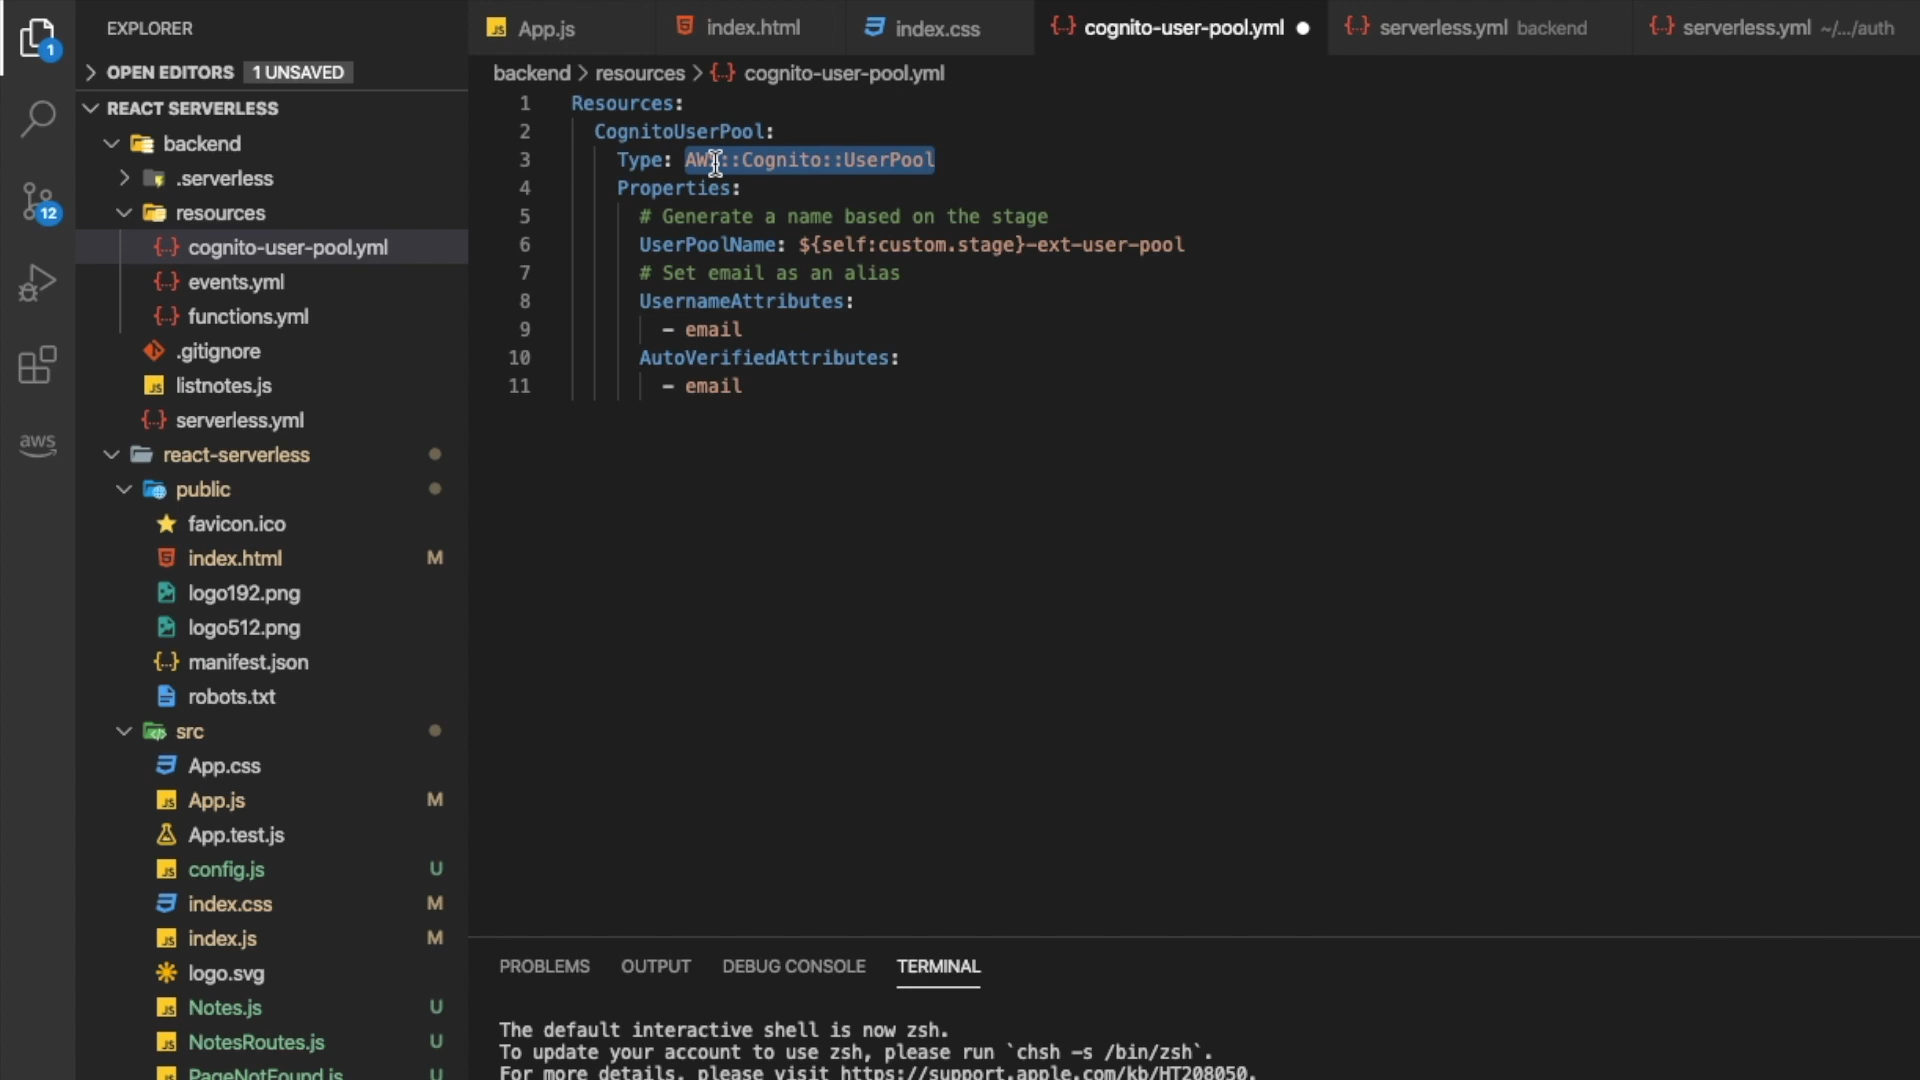 EXPLORER
OPEN EDITORS 1 UNSAVED
REACT SERVERLESS
backend
.serverless
resources
cognito-user-pool.yml
events.yml
functions.yml
.gitignore
listnotes.js
serverless.yml
react-serverless
public
favicon.ico
index.html M
logo192.png
logo512.png
manifest.json
robots.txt
src
App.css
App.js M
App.test.js
config.js U
index.css M
index.js M
logo.svg
Notes.js U
NotesRoutes.js U
PageNotFound.js U
1
12
aws
App.js index.html index.css cognito-user-pool.yml serverless.yml backend serverless.yml ~/.../auth
backend > resources > cognito-user-pool.yml
1 Resources:
2 CognitoUserPool:
3 Type: AWS::Cognito::UserPool
4 Properties:
5 # Generate a name based on the stage
6 UserPoolName: ${self:custom.stage}-ext-user-pool
7 # Set email as an alias
8 UsernameAttributes:
9 - email
10 AutoVerifiedAttributes:
11 - email
PROBLEMS OUTPUT DEBUG CONSOLE TERMINAL
The default interactive shell is now zsh.
To update your account to use zsh, please run `chsh -s /bin/zsh`.
For more details, please visit https://support.apple.com/kb/HT208050.